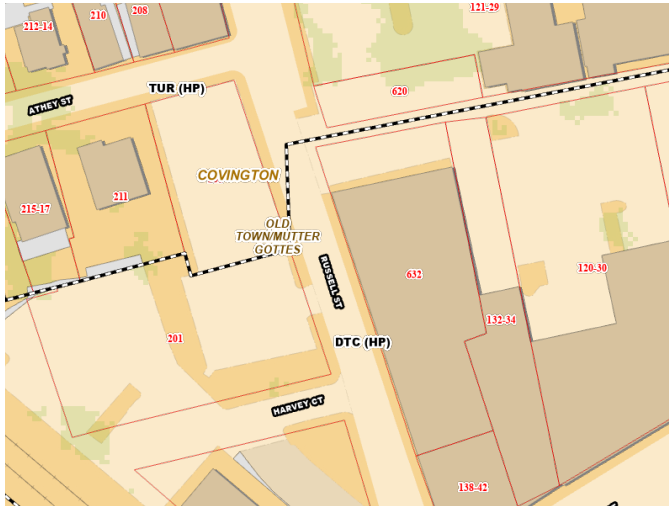 212-14
210
208
121-29
TUR (HP)
620
ATHEY ST
COVINGTON
211
215-17
OLD
TOWN/MUTTER
GOTTES
RUSSELL ST
632
120-30
132-34
201
DTC (HP)
HARVEY CT
138-42